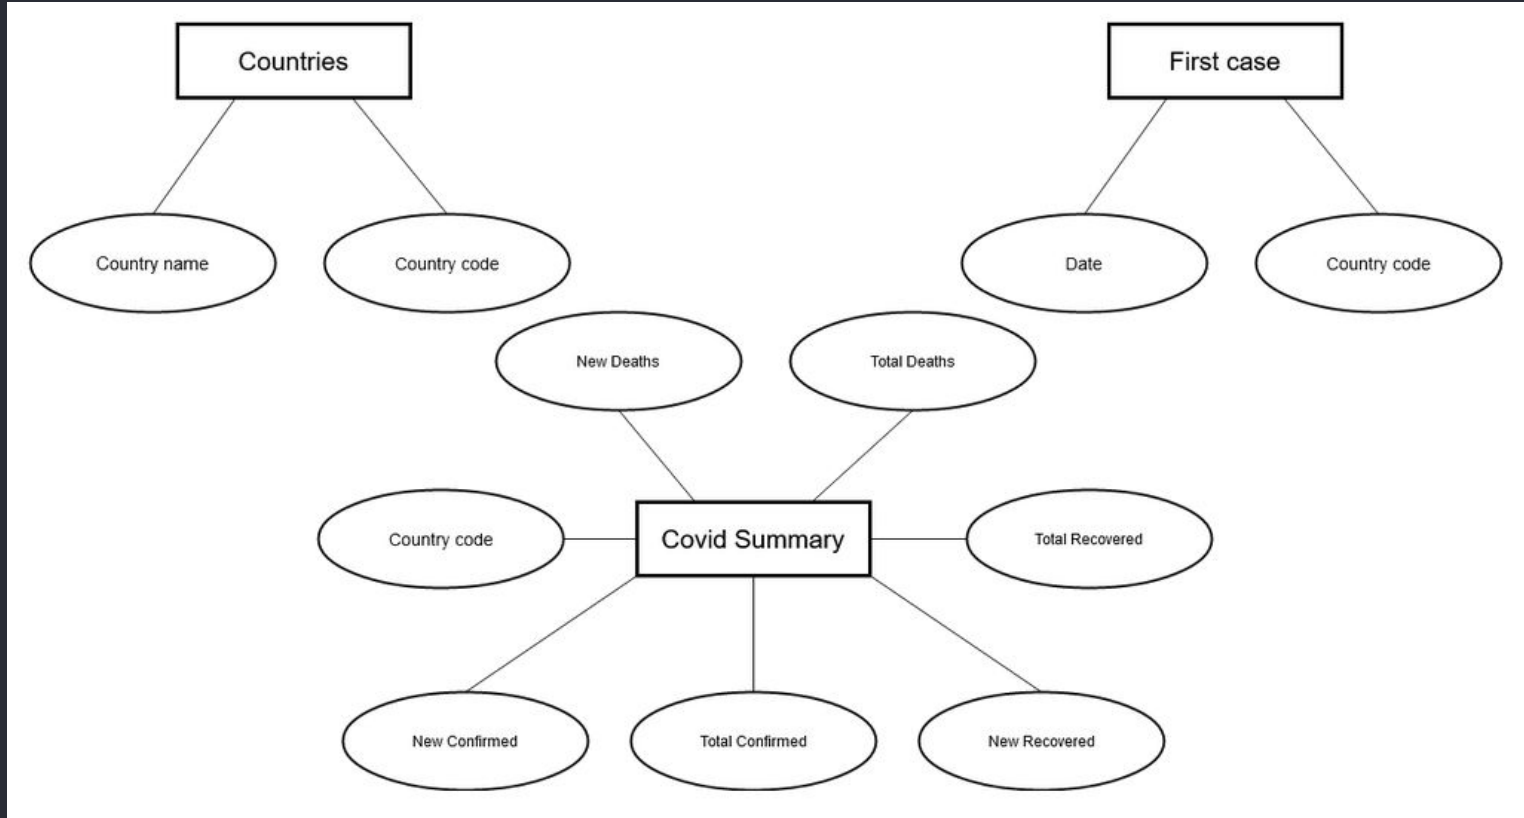 Countries
First case
Country name
Country code
Date
Country code
New Deaths
Total Deaths
Country code
Covid Summary
Total Recovered
New Confirmed
Total Confirmed
New Recovered